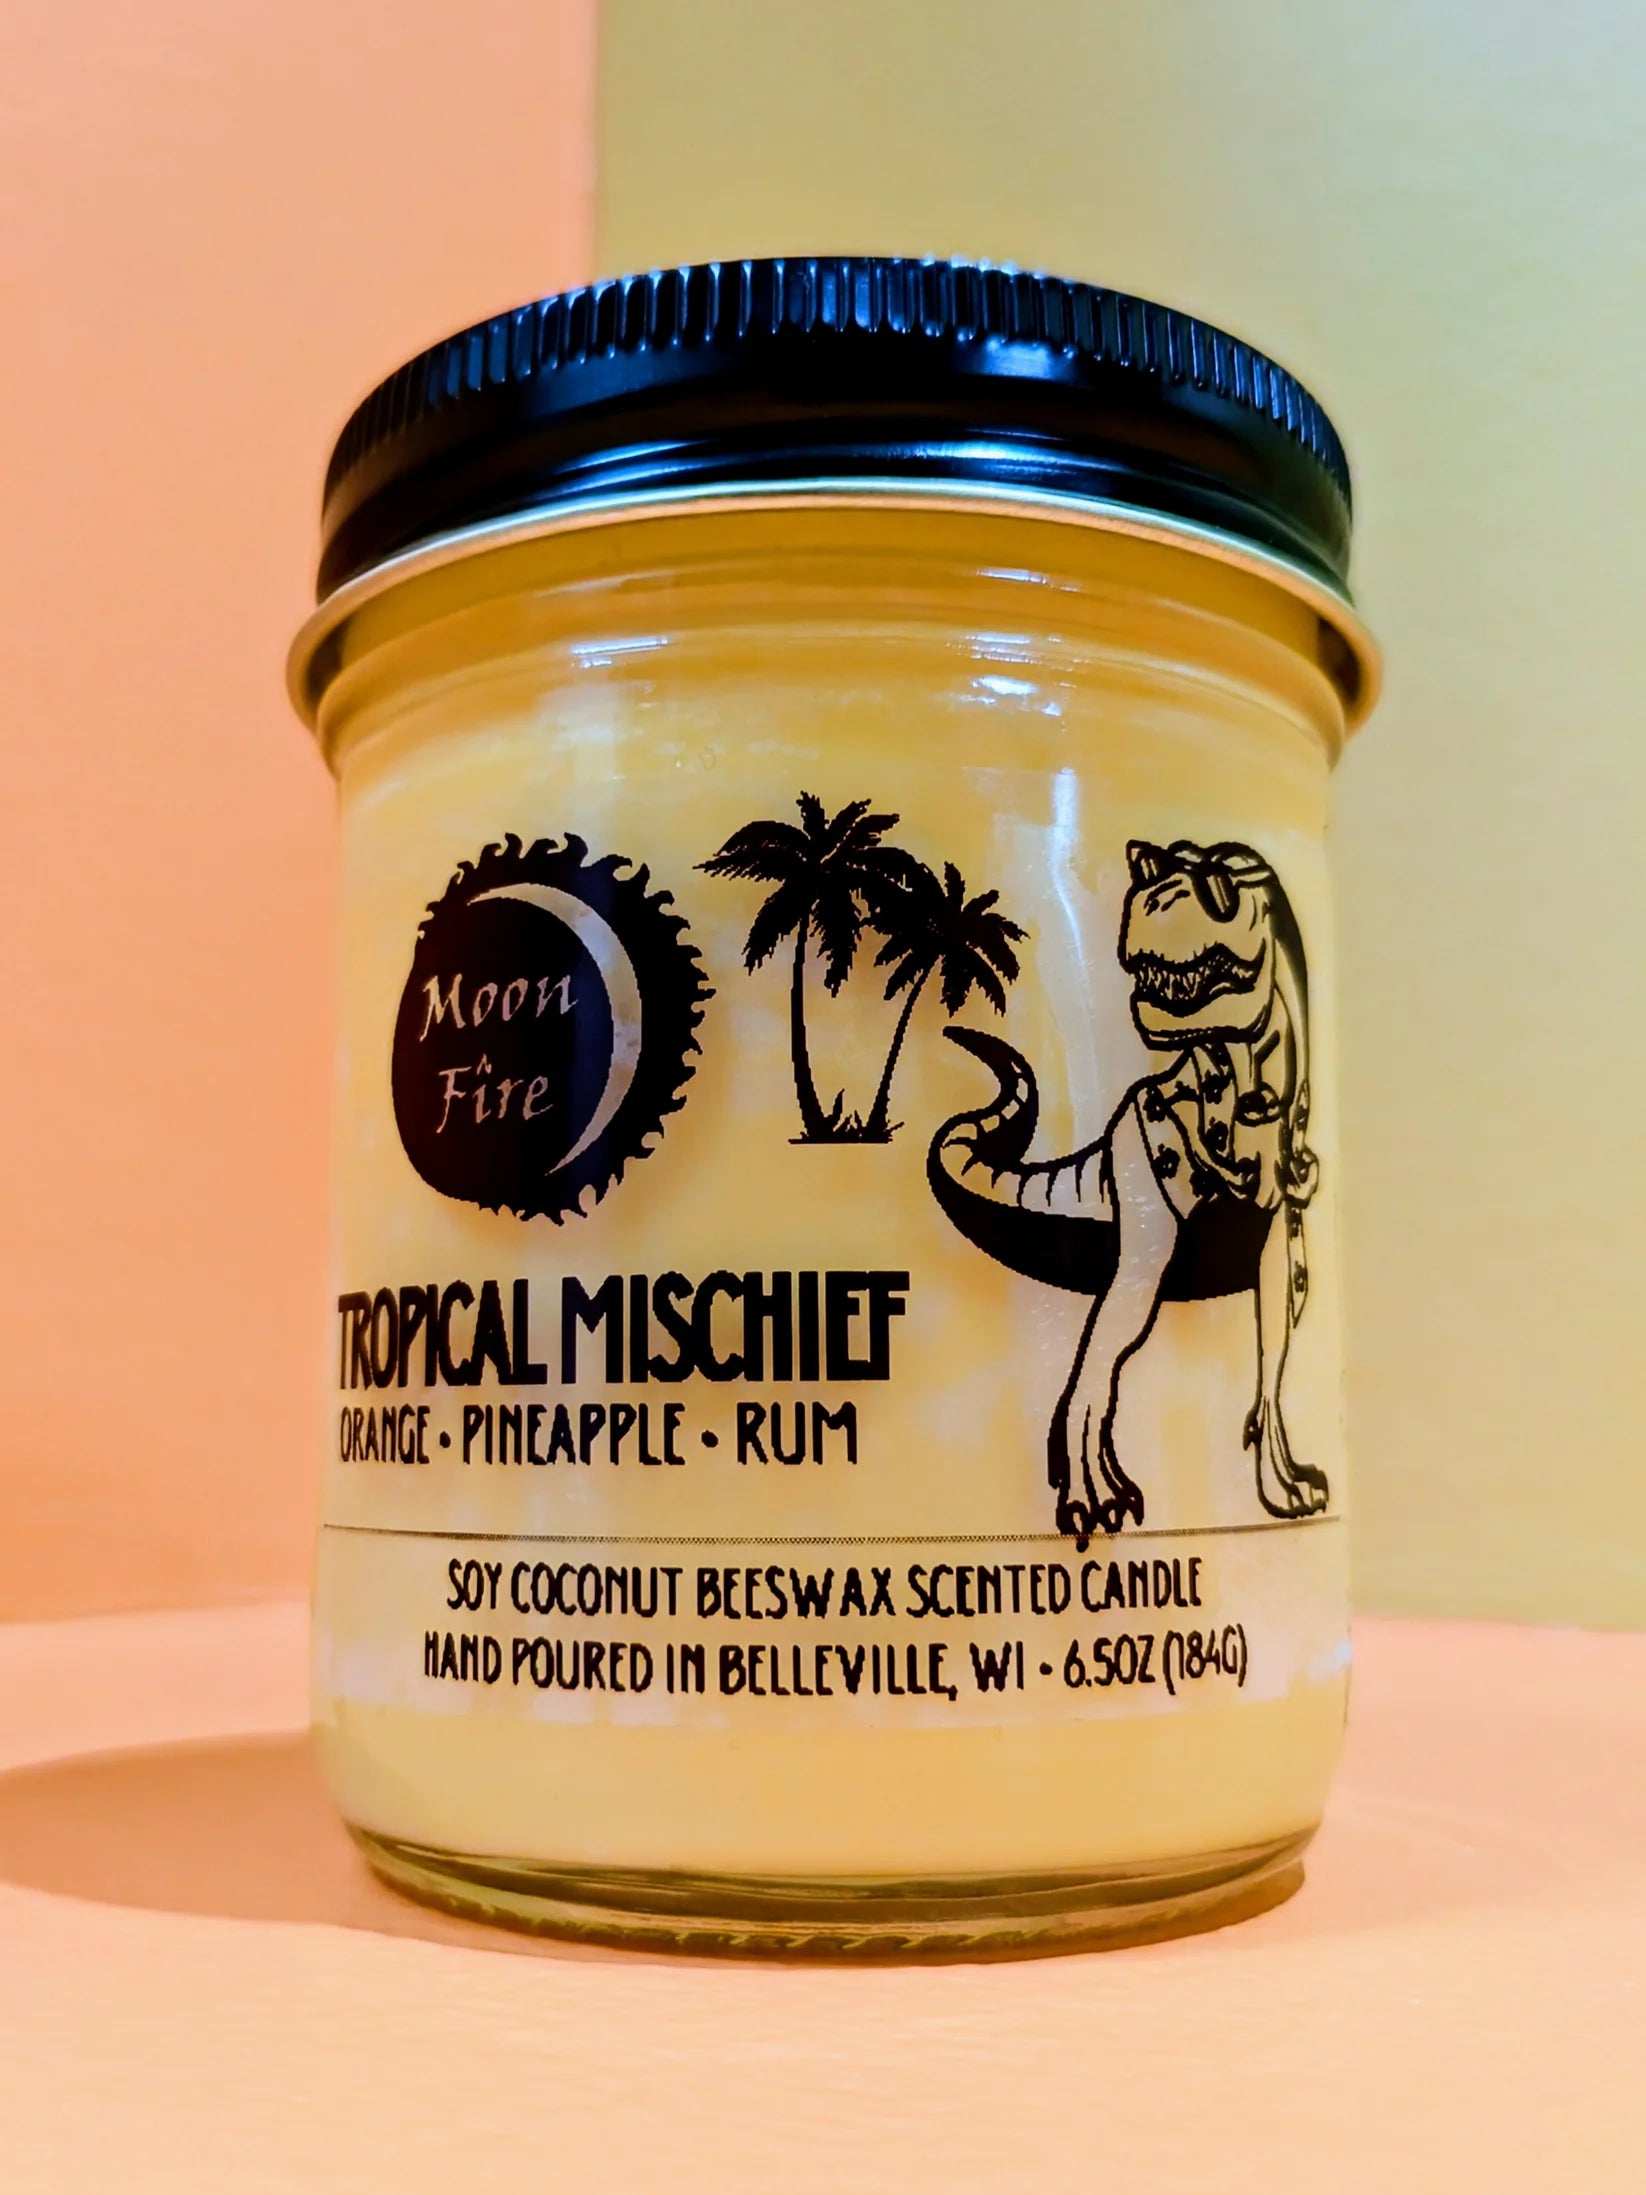 Moon
Fîre
TROPICAL MISCHIEF
ORANGE • PINEAPPLE • RUM
SOY COCONUT BEESWAX SCENTED CANDLE
HAND POURED IN BELLEVILLE, WI • 6.5OZ (184G)